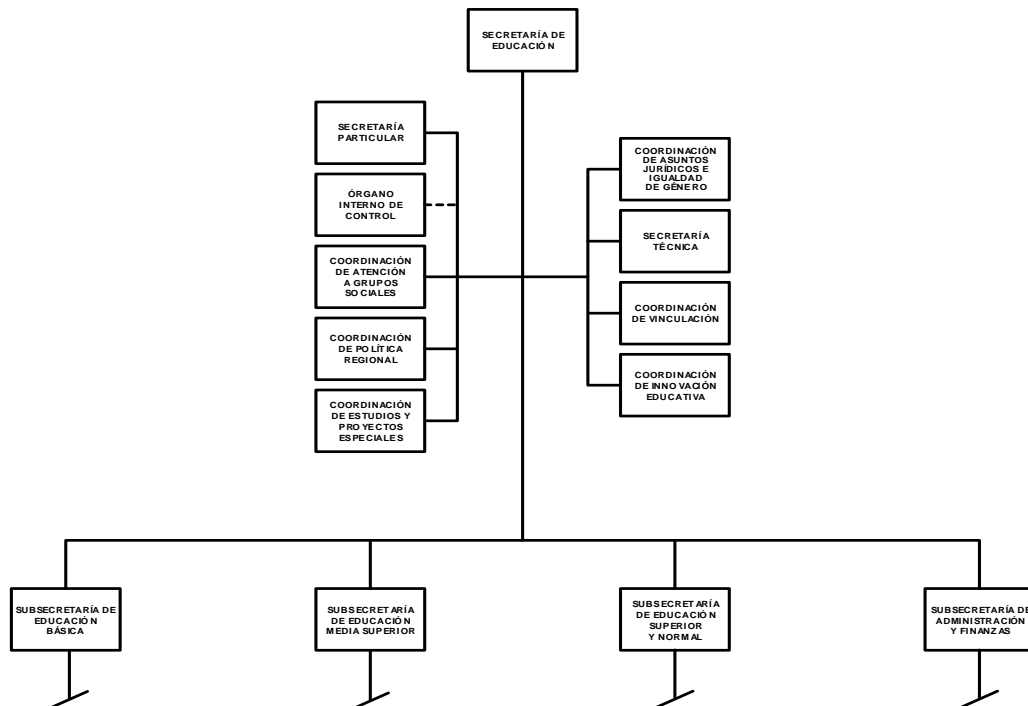 SECRETARÍA DE
EDUCACIÓN
SECRETARÍA
PARTICULAR
ÓRGANO
INTERNO DE
CONTROL
COORDINACIÓN
DE ATENCIÓN
A GRUPOS
SOCIALES
COORDINACIÓN
DE POLÍTICA
REGIONAL
COORDINACIÓN
DE ESTUDIOS Y
PROYECTOS
ESPECIALES
COORDINACIÓN
DE ASUNTOS
JURÍDICOS E
IGUALDAD
DE GÉNERO
SECRETARÍA
TÉCNICA
COORDINACIÓN
DE VINCULACIÓN
COORDINACIÓN
DE INNOVACIÓN
EDUCATIVA
SUBSECRETARÍA DE
EDUCACIÓN
BÁSICA
SUBSECRETARÍA
DE EDUCACIÓN
MEDIA SUPERIOR
SUBSECRETARÍA
DE EDUCACIÓN
SUPERIOR
Y NORMAL
SUBSECRETARÍA DE
ADMINISTRACIÓN
Y FINANZAS